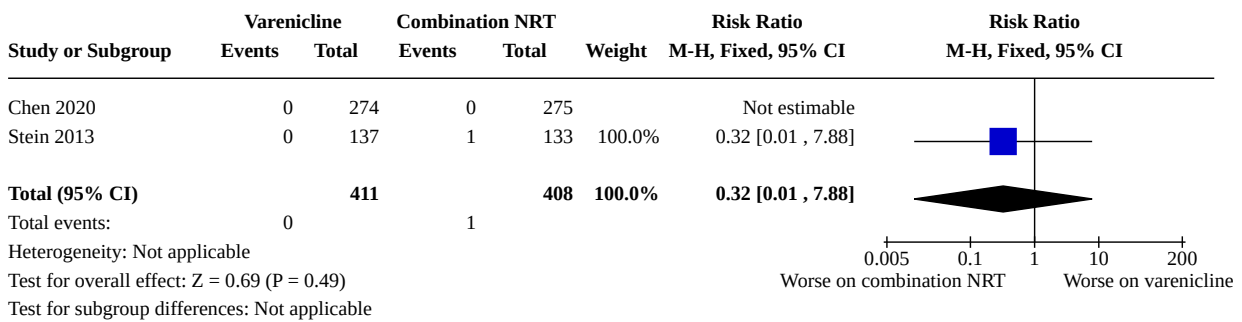 Varenicline Combination NRT Risk Ratio Risk Ratio
Study or Subgroup Events Total Events Total Weight M-H, Fixed, 95% CI M-H, Fixed, 95% CI
Chen 2020 0 274 0 275 Not estimable
Stein 2013 0 137 1 133 100.0% 0.32 [0.01 , 7.88]
Total (95% CI) 411 408 100.0% 0.32 [0.01 , 7.88]
Total events: 0 1
Heterogeneity: Not applicable
Test for overall effect: Z = 0.69 (P = 0.49)
Test for subgroup differences: Not applicable
0.005 0.1 1 10 200
Worse on combination NRT Worse on varenicline